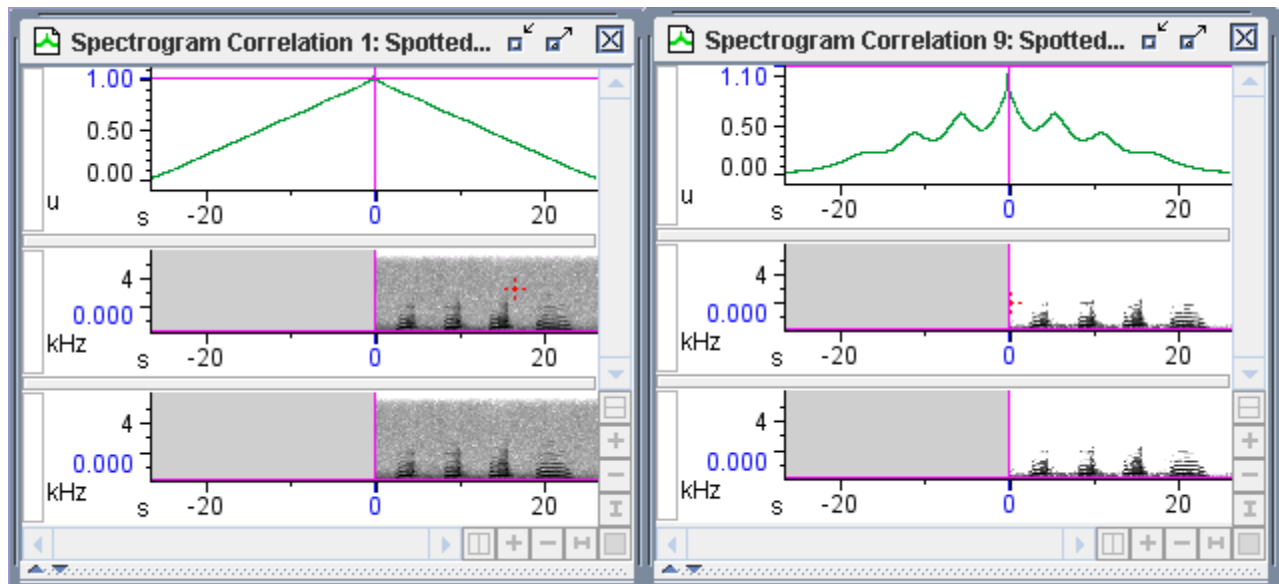 Spectrogram Correlation 1: Spotted...
1.00
0.50
0.00
u
s -20 0 20
4
0.000
kHz
s -20 0 20
4
0.000
kHz
s -20 0 20
Spectrogram Correlation 9: Spotted...
1.10
0.50
0.00
u
s -20 0 20
4
0.000
kHz
s -20 0 20
4
0.000
kHz
s -20 0 20